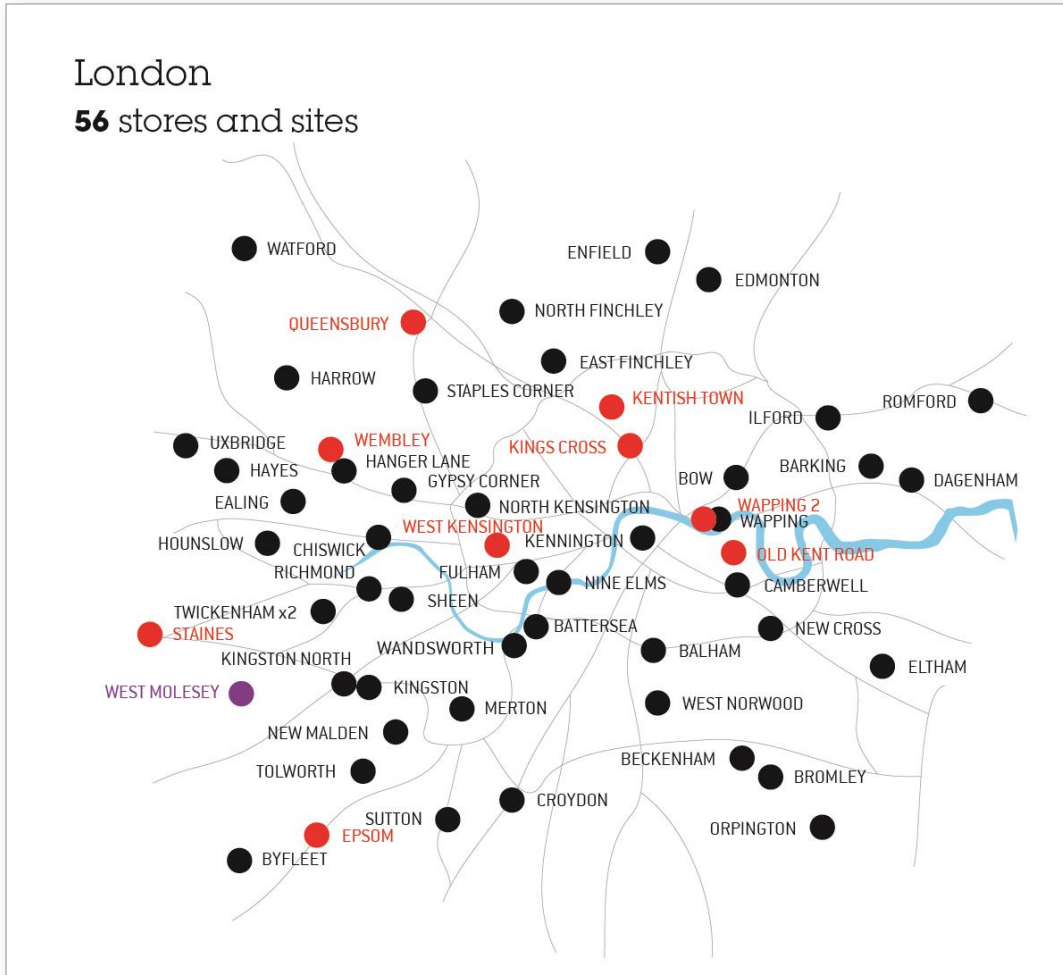 London
56 stores and sites
WATFORD
ENFIELD
EDMONTON
NORTH FINCHLEY
QUEENSBURY
EAST FINCHLEY
HARROW
STAPLES CORNER
KENTISH TOWN
ROMFORD
ILFORD
UXBRIDGE
WEMBLEY
KINGS CROSS
HANGER LANE
HAYES
BARKING
BOW
GYPSY CORNER
DAGENHAM
EALING
NORTH KENSINGTON
WAPPING 2
WAPPING
WEST KENSINGTON
HOUNSLOW
CHISWICK
KENNINGTON
OLD KENT ROAD
RICHMOND
FULHAM
NINE ELMS
CAMBERWELL
SHEEN
TWICKENHAM x2
STAINES
BATTERSEA
NEW CROSS
WANDSWORTH
BALHAM
KINGSTON NORTH
ELTHAM
WEST MOLESEY
KINGSTON
MERTON
WEST NORWOOD
NEW MALDEN
BECKENHAM
TOLWORTH
BROMLEY
CROYDON
SUTTON
ORPINGTON
EPSOM
BYFLEET